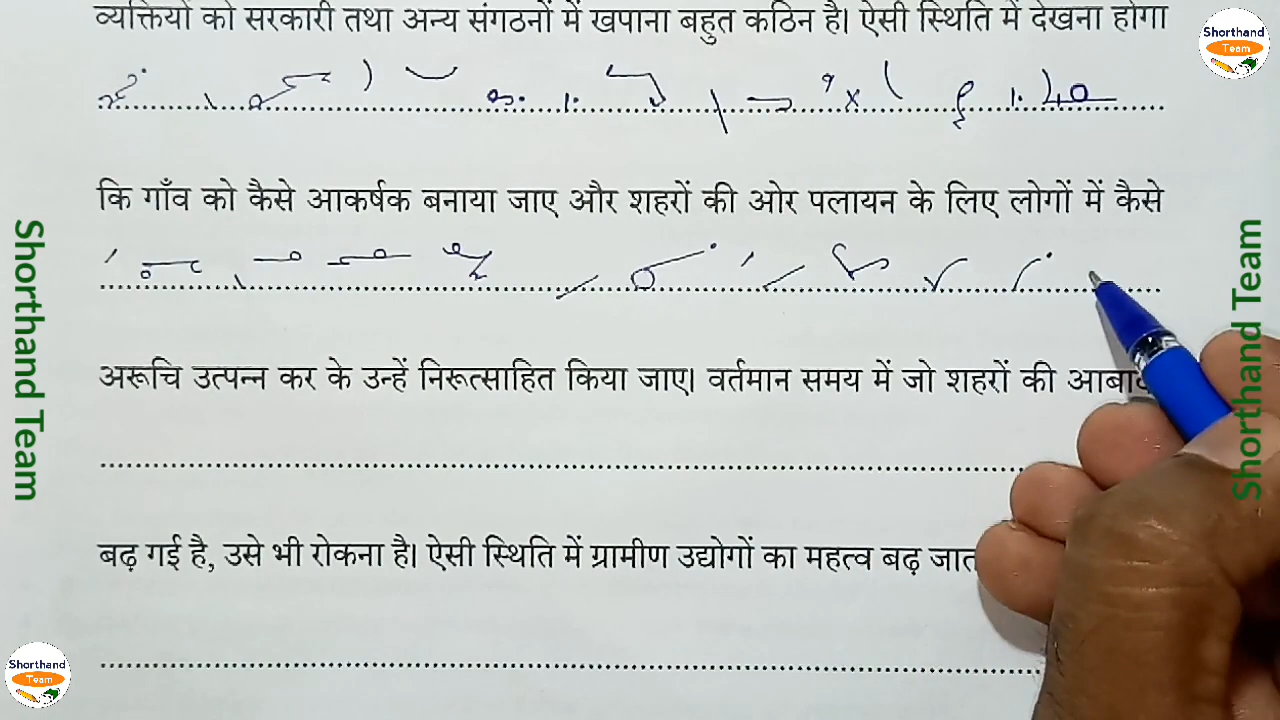 व्यक्तियों को सरकारी तथा अन्य संगठनों में खपाना बहुत कठिन है। ऐसी स्थिति में देखना होगा
Shorthand
Team
कि गाँव को कैसे आकर्षक बनाया जाए और शहरों की ओर पलायन के लिए लोगों में कैसे
Shorthand Team
Shorthand Team
अरूचि उत्पन्न कर के उन्हें निरूत्साहित किया जाए। वर्तमान समय में जो शहरों की
बढ़ गई है, उसे भी रोकना है। ऐसी स्थिति में ग्रामीण उद्योगों का महत्व बढ़
Shorthand
Team